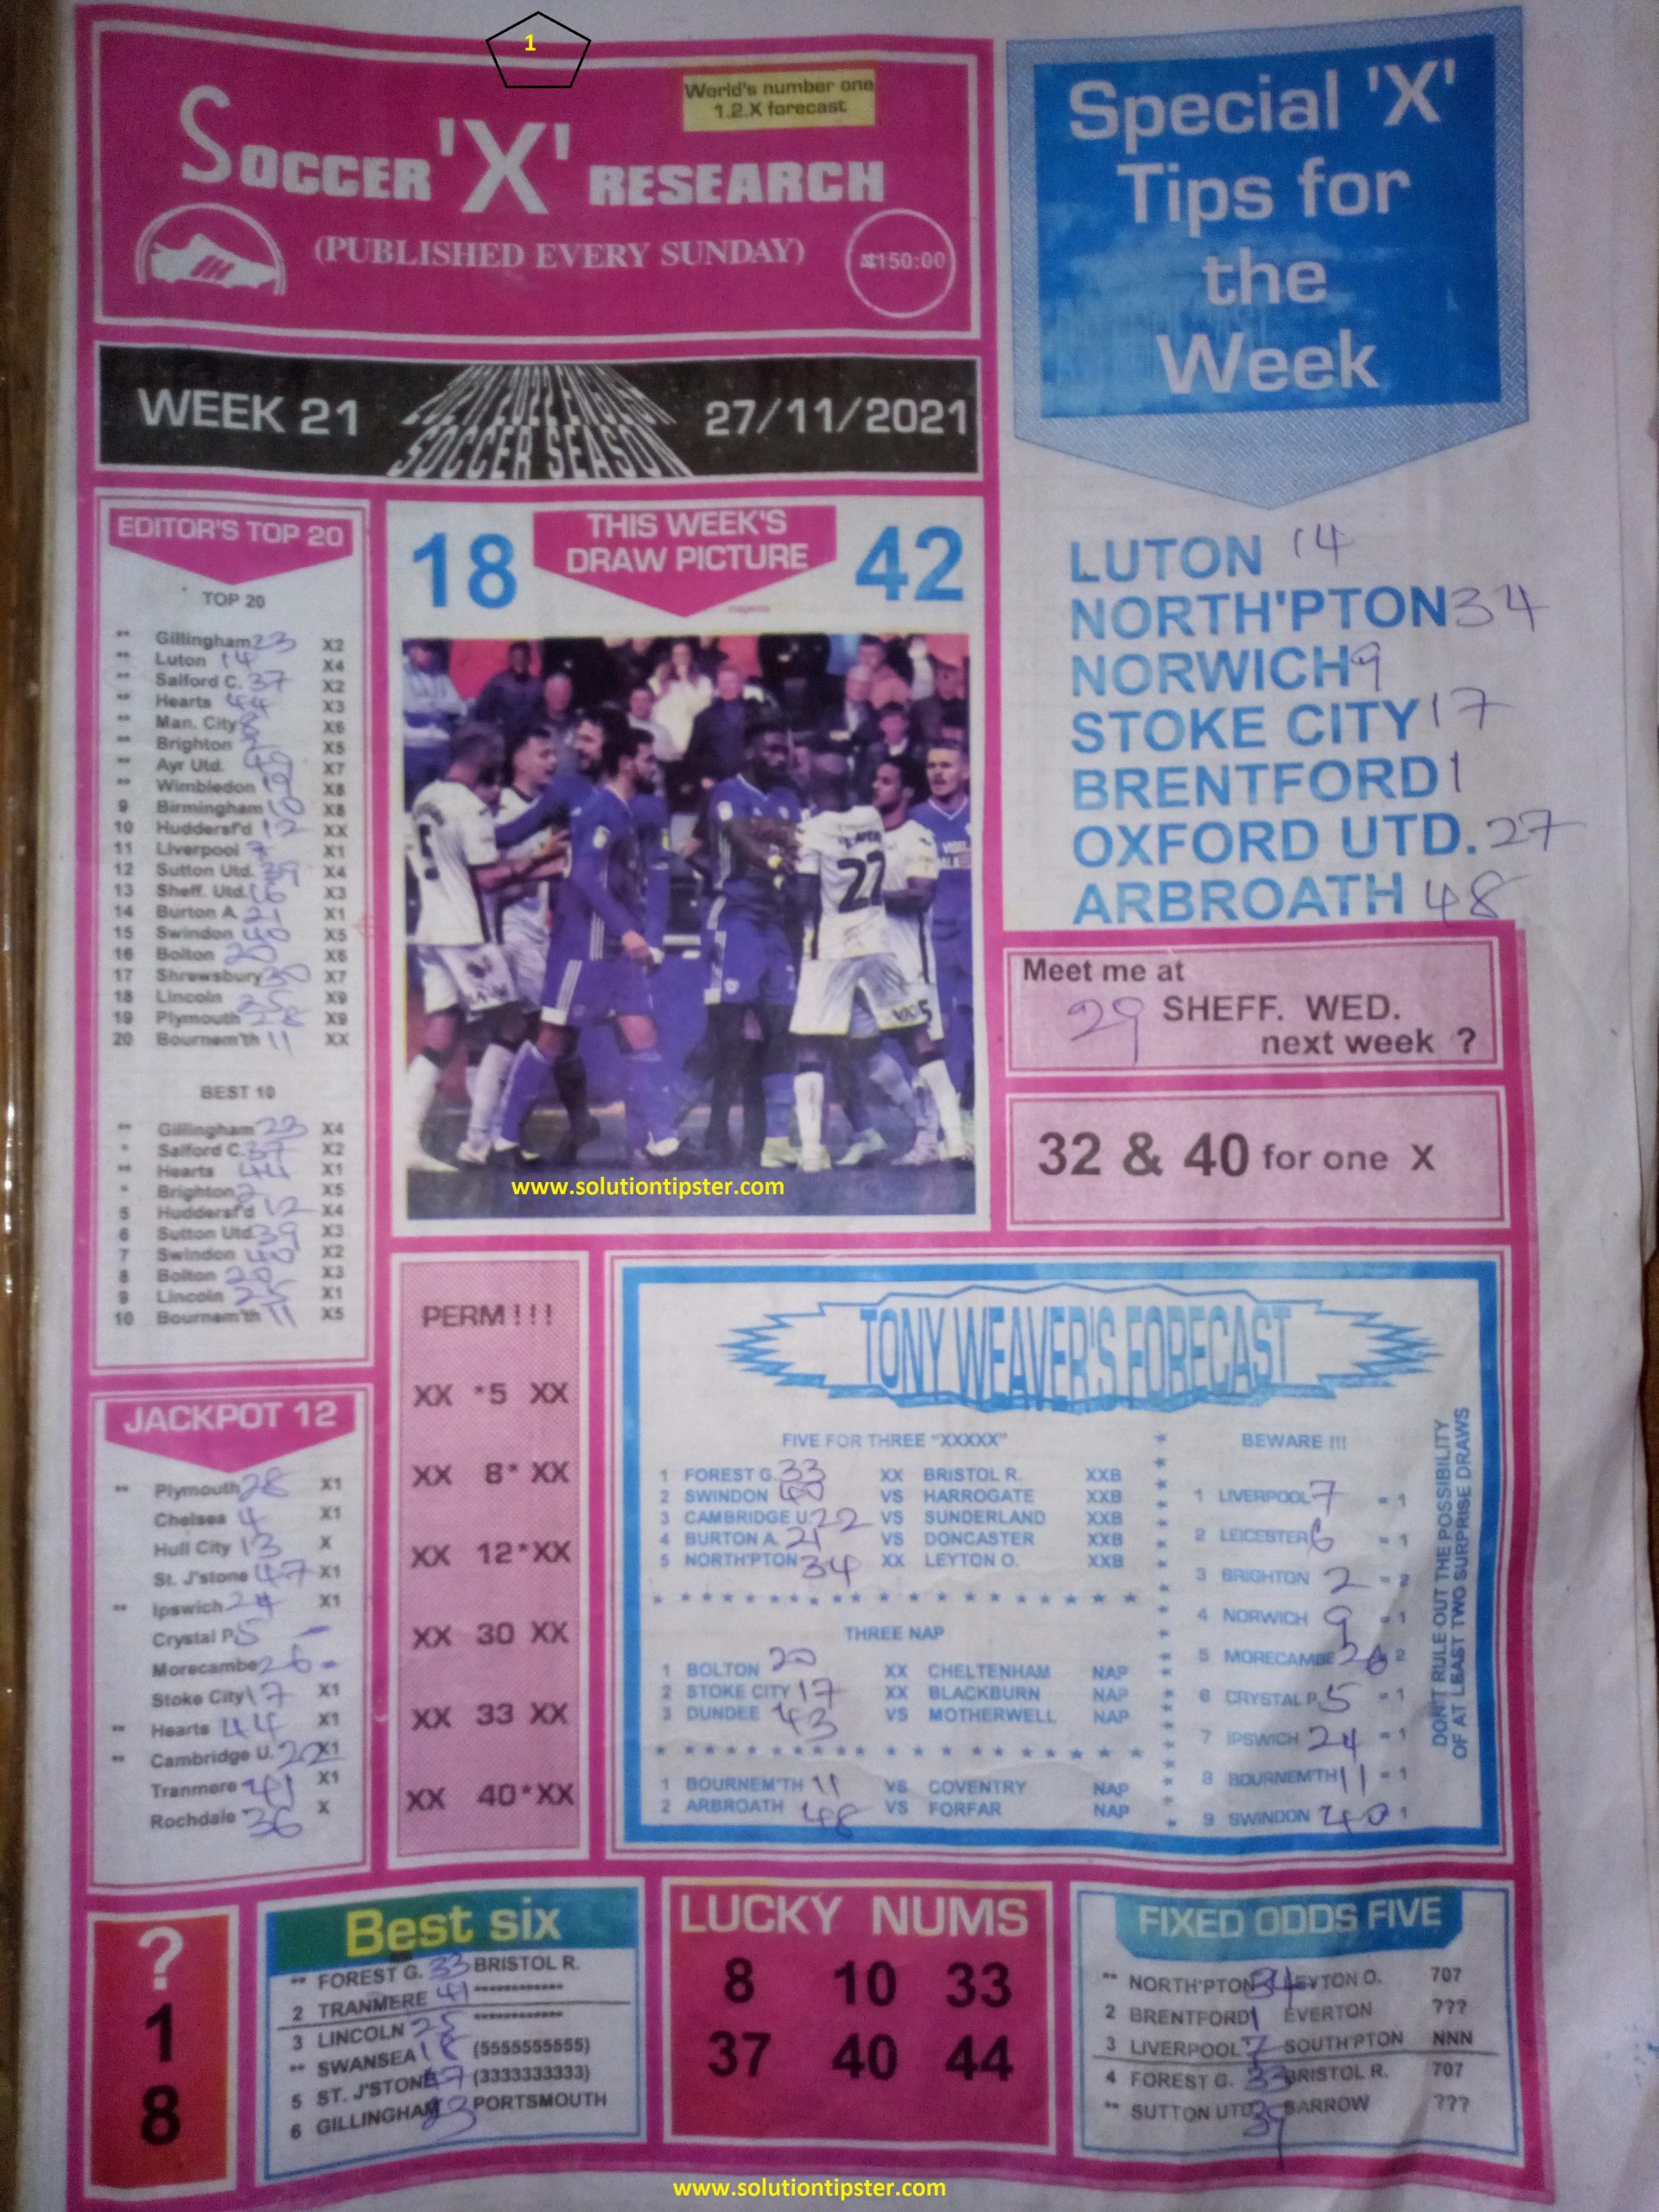 1
World's number one
1.2.X forecast
SOCCER 'X' RESEARCH
(PUBLISHED EVERY SUNDAY)
₦150:00
WEEK 21
SOCCER SEASON
27/11/2021
Special 'X'
Tips for
the
Week
LUTON 14
NORTH'PTON 34
NORWICH 9
STOKE CITY 17
BRENTFORD 1
OXFORD UTD. 27
ARBROATH 48
Meet me at
29 SHEFF. WED.
next week ?
32 & 40 for one X
EDITOR'S TOP 20
TOP 20
** Gillingham 23 X2
** Luton 14 X4
** Salford C. 37 X2
** Hearts 44 X3
** Man. City 8 X6
** Brighton 2 X5
** Ayr Utd. X7
** Wimbledon 19 X8
9 Birmingham 10 X8
10 Huddersf'd 12 XX
11 Liverpool 7 X1
12 Sutton Utd. 39 X4
13 Sheff. Utd. 16 X3
14 Burton A. 21 X1
15 Swindon 40 X5
16 Bolton 20 X6
17 Shrewsbury 30 X7
18 Lincoln 25 X9
19 Plymouth 28 X9
20 Bournem'th 11 XX
BEST 10
** Gillingham 23 X4
* Salford C. 37 X2
** Hearts 44 X1
* Brighton 2 X5
5 Huddersf'd 12 X4
6 Sutton Utd 39 X3
7 Swindon 40 X2
8 Bolton 20 X3
9 Lincoln 25 X1
10 Bournem'th 11 X5
18
THIS WEEK'S
DRAW PICTURE
42
5
22
www.solutiontipster.com
JACKPOT 12
** Plymouth 28 X1
Chelsea 4 X1
Hull City 13 X
St. J'stone 47 X1
** Ipswich 24 X1
Crystal P. 5 -
Morecambe 26 -
Stoke City 17 X1
** Hearts 44 X1
** Cambridge U. 22 X1
Tranmere 41 X1
Rochdale 36 X
PERM !!!
XX *5 XX
XX 8* XX
XX 12*XX
XX 30 XX
XX 33 XX
XX 40*XX
TONY WEAVER'S FORECAST
FIVE FOR THREE "XXXXX"
1 FOREST G. 33 XX BRISTOL R. XXB
2 SWINDON 40 VS HARROGATE XXB
3 CAMBRIDGE U. 22 VS SUNDERLAND XXB
4 BURTON A. 21 VS DONCASTER XXB
5 NORTH'PTON 34 XX LEYTON O. XXB
THREE NAP
1 BOLTON 20 XX CHELTENHAM NAP
2 STOKE CITY 17 XX BLACKBURN NAP
3 DUNDEE 43 VS MOTHERWELL NAP
1 BOURNEM'TH 11 VS COVENTRY NAP
2 ARBROATH 48 VS FORFAR NAP
BEWARE !!!
1 LIVERPOOL 7 = 1
2 LEICESTER 6 = 1
3 BRIGHTON 2 = 2
4 NORWICH 9 = 1
5 MORECAMBE 26 2
6 CRYSTAL P. 5 = 1
7 IPSWICH 24 = 1
8 BOURNEM'TH 11 = 1
9 SWINDON 40 1
DON'T RULE OUT THE POSSIBILITY
OF AT LEAST TWO SURPRISE DRAWS
?
1
8
Best six
** FOREST G. 33 BRISTOL R.
2 TRANMERE 41 ************
3 LINCOLN 25 ************
** SWANSEA 18 (5555555555)
5 ST. J'STONE 47 (3333333333)
6 GILLINGHAM 23 PORTSMOUTH
LUCKY NUMS
8 10 33
37 40 44
FIXED ODDS FIVE
** NORTH'PTON 34 LEYTON O. 707
2 BRENTFORD 1 EVERTON ???
3 LIVERPOOL 7 SOUTH'PTON NNN
4 FOREST G. 33 BRISTOL R. 707
** SUTTON UTD 39 BARROW ???
www.solutiontipster.com